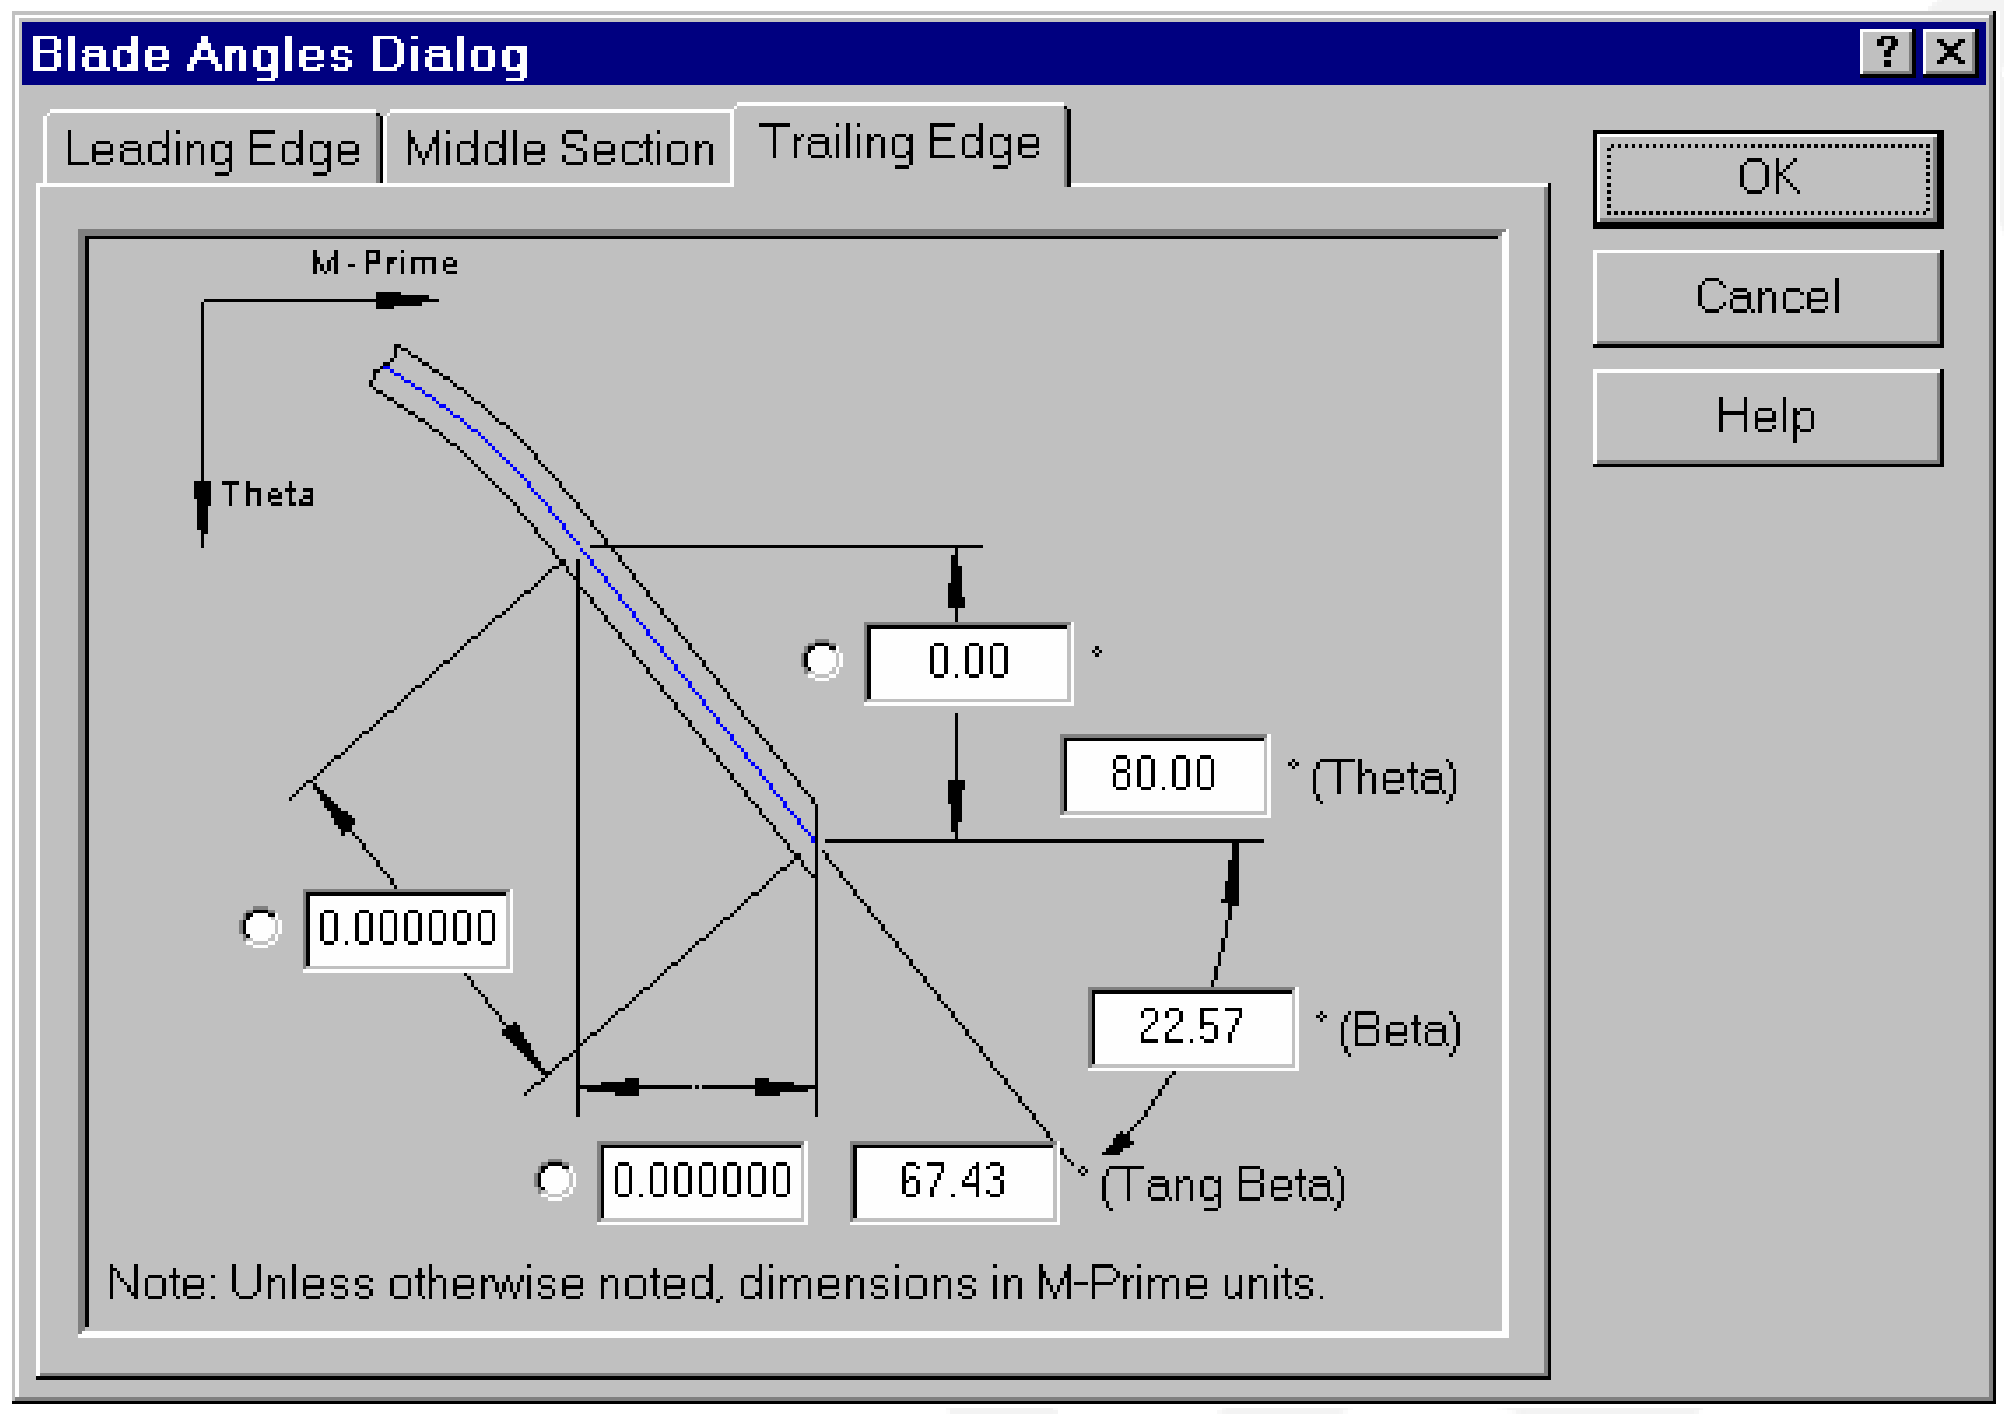 Blade Angles Dialog
Leading Edge
Middle Section
Trailing Edge
OK
Cancel
Help
M-Prime
Theta
0.00 °
80.00 ° (Theta)
0.000000
22.57 ° (Beta)
0.000000
67.43 ° (Tang Beta)
Note: Unless otherwise noted, dimensions in M-Prime units.